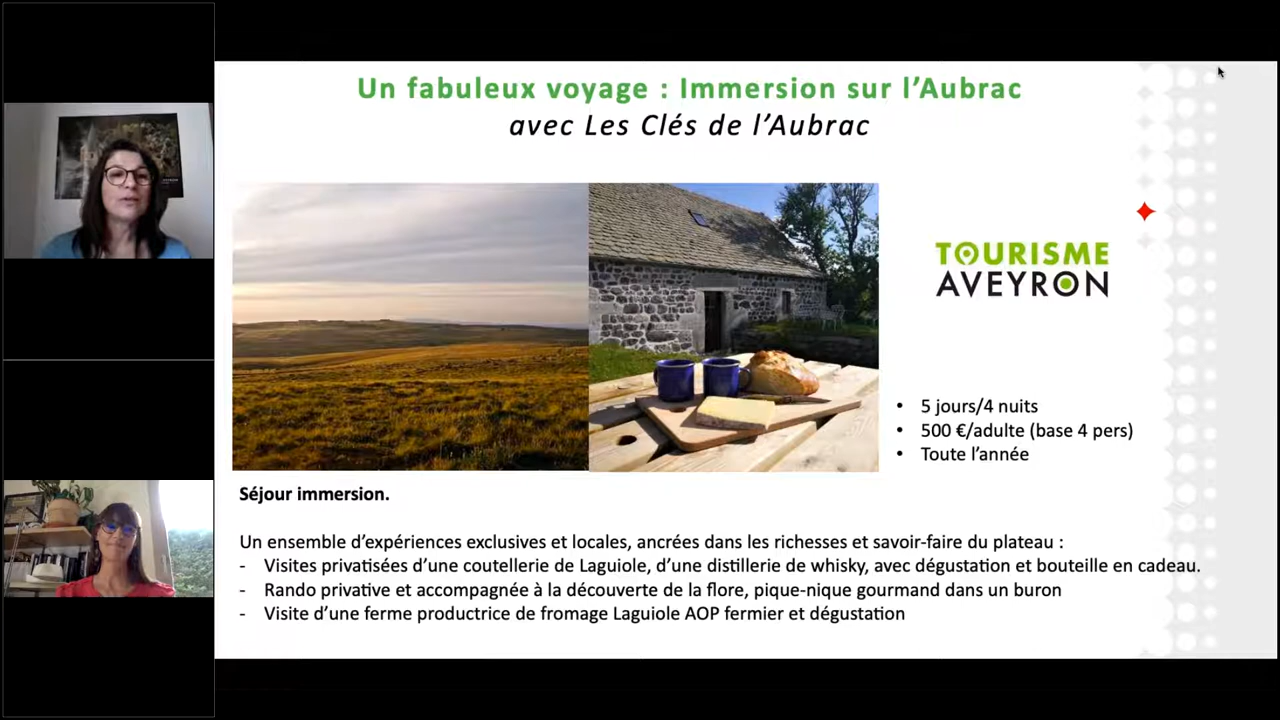 Un fabuleux voyage : Immersion sur l'Aubrac
avec Les Clés de l'Aubrac
TOURISME
AVEYRON
• 5 jours/4 nuits
• 500 €/adulte (base 4 pers)
• Toute l'année
Séjour immersion.
Un ensemble d'expériences exclusives et locales, ancrées dans les richesses et savoir-faire du plateau :
- Visites privatisées d'une coutellerie de Laguiole, d'une distillerie de whisky, avec dégustation et bouteille en cadeau.
- Rando privative et accompagnée à la découverte de la flore, pique-nique gourmand dans un buron
- Visite d'une ferme productrice de fromage Laguiole AOP fermier et dégustation